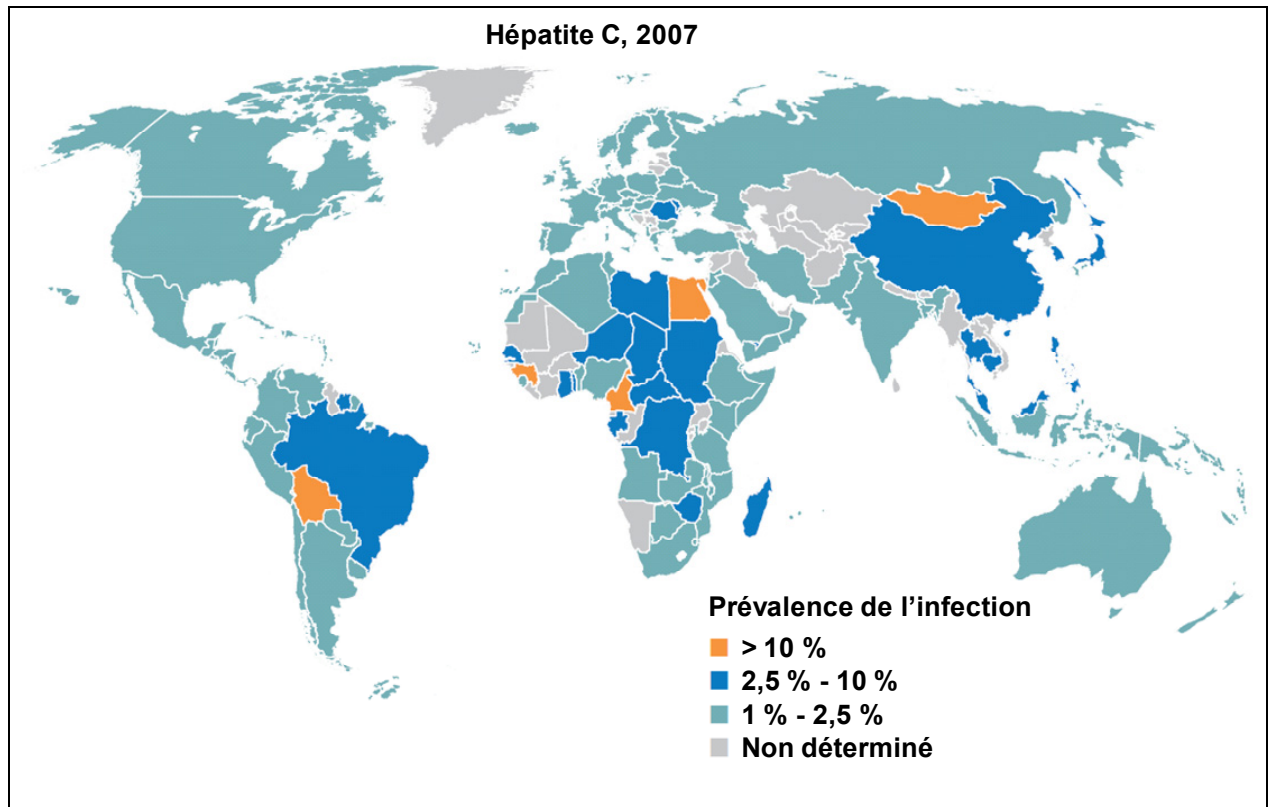 Hépatite C, 2007
Prévalence de l’infection
> 10 %
2,5 % - 10 %
1 % - 2,5 %
Non déterminé